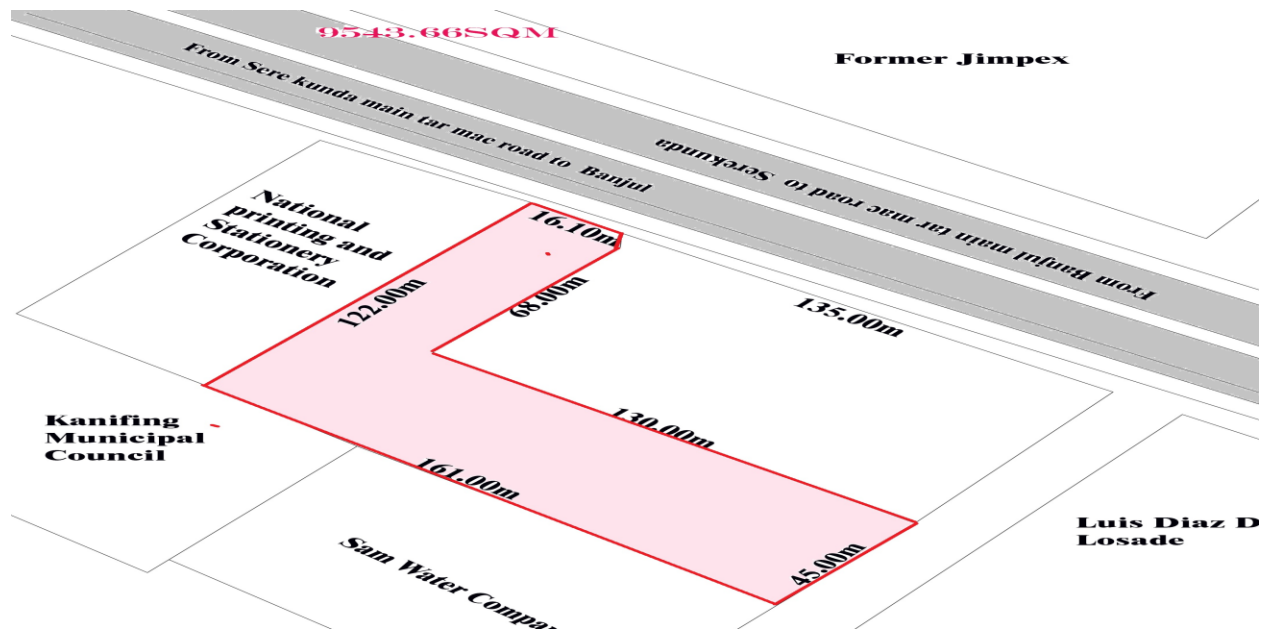 9543.66SQM
Former Jimpex
From Sere kunda main tar mac road to Banjul
From Banjul main tar mac road to Serekunda
National
printing and
Stationery
Corporation
16.10m
122.00m
68.00m
135.00m
130.00m
Kanifing
Municipal
Council
161.00m
Luis Diaz D
Losade
45.00m
Sam Water